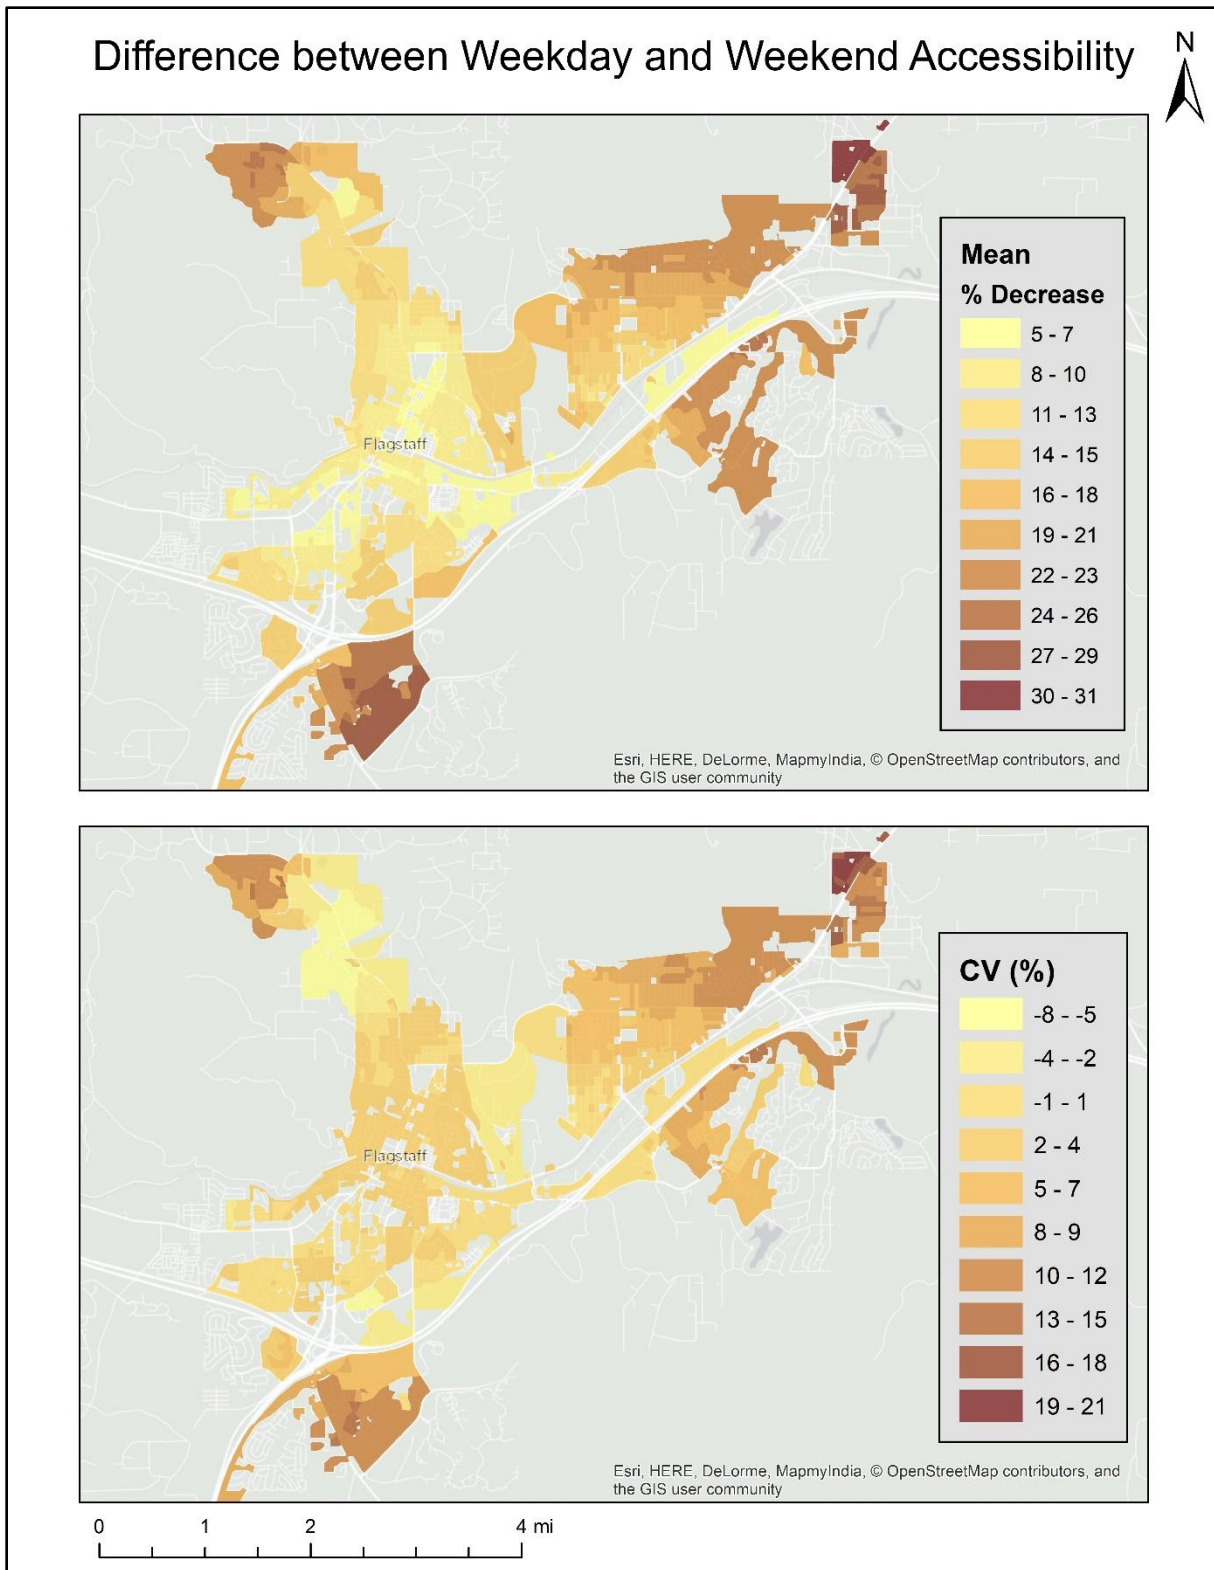 Difference between Weekday and Weekend Accessibility
N
Mean
% Decrease
5 - 7
8 - 10
11 - 13
14 - 15
16 - 18
19 - 21
22 - 23
24 - 26
27 - 29
30 - 31
Flagstaff
Esri, HERE, DeLorme, MapmyIndia, © OpenStreetMap contributors, and
the GIS user community
CV (%)
-8 - -5
-4 - -2
-1 - 1
2 - 4
5 - 7
8 - 9
10 - 12
13 - 15
16 - 18
19 - 21
Flagstaff
Esri, HERE, DeLorme, MapmyIndia, © OpenStreetMap contributors, and
the GIS user community
0 1 2 4 mi